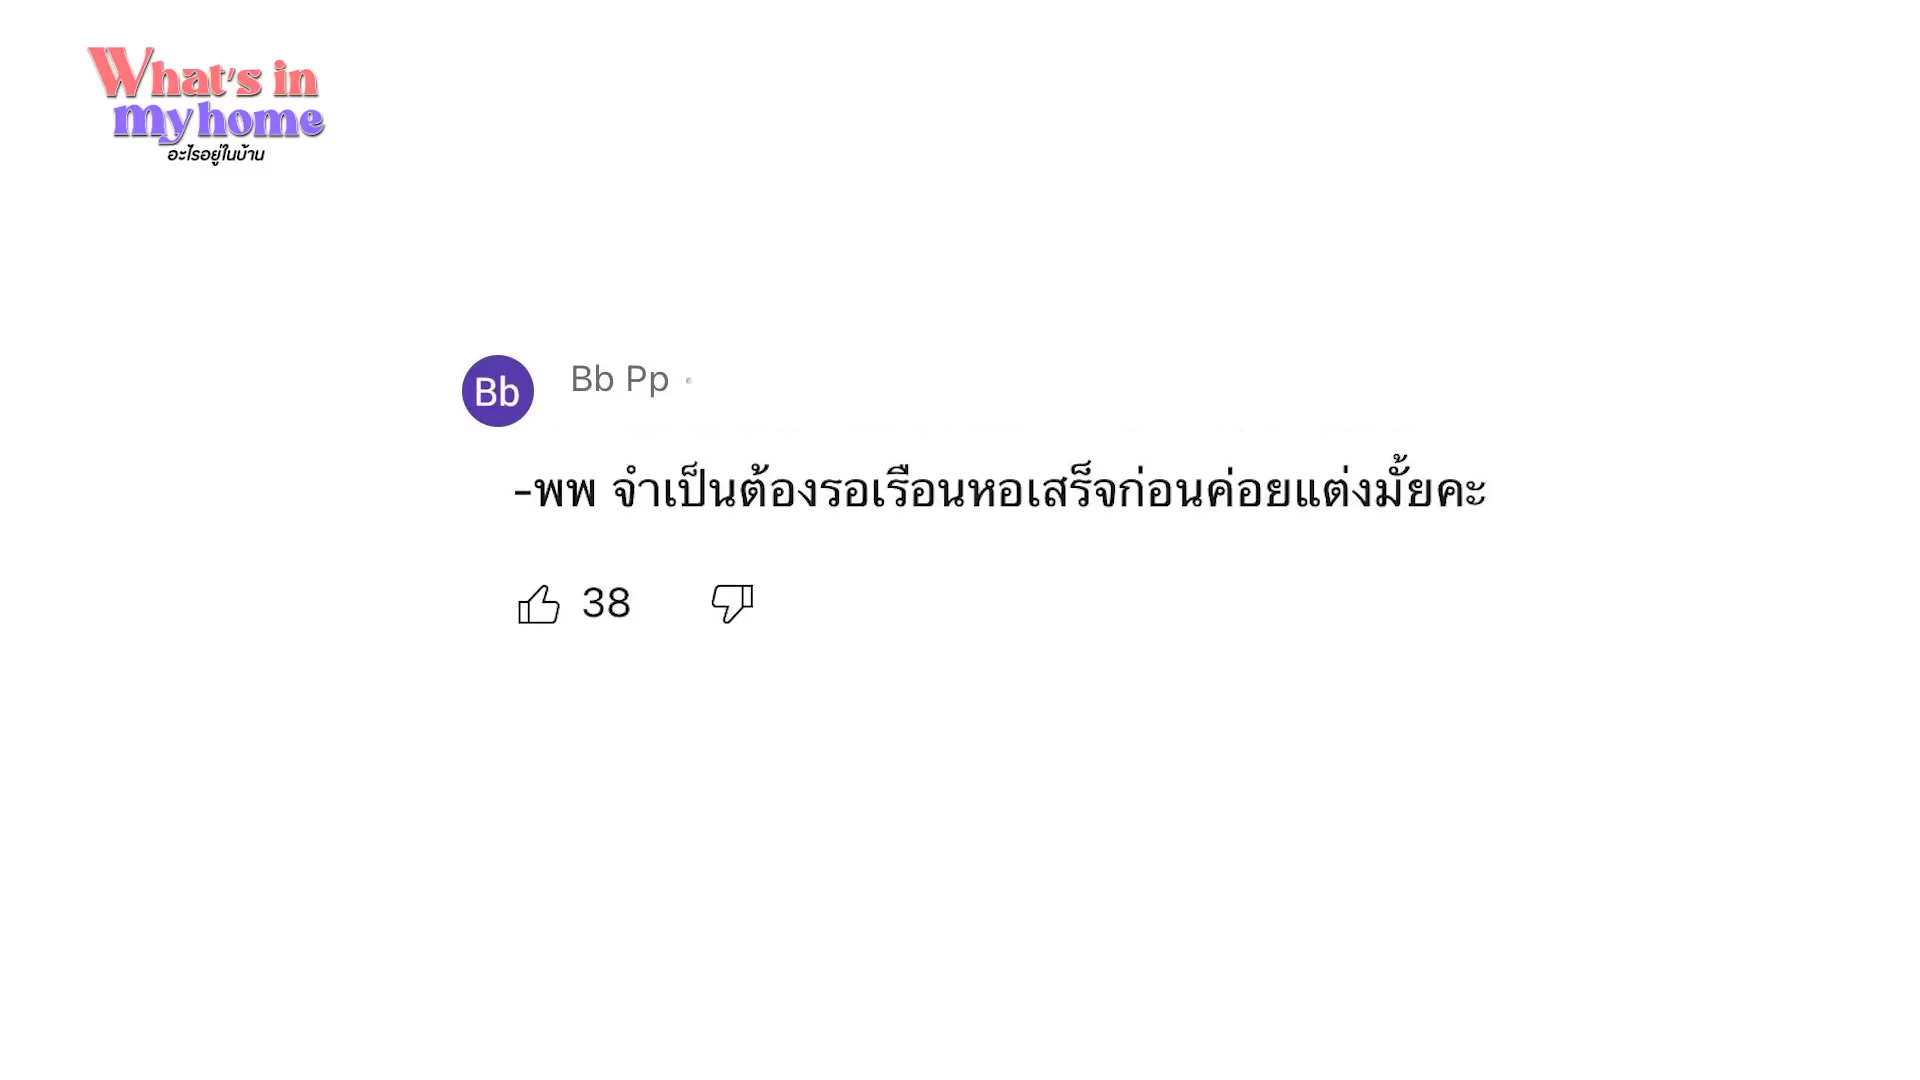 What's in
my home
อะไรอยู่ในบ้าน
Bb
Bb Pp
-พพ จำเป็นต้องรอเรือนหอเสร็จก่อนค่อยแต่งมั้ยคะ
38